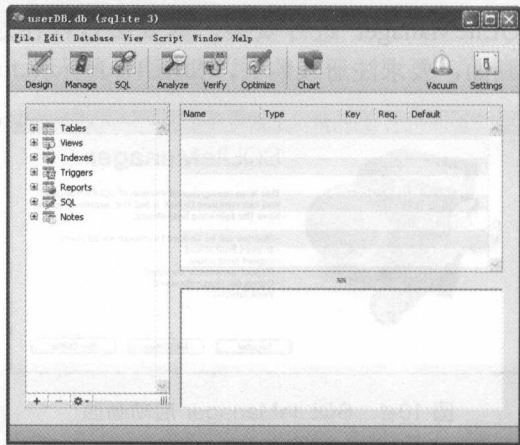 userDB.db (sqlite 3)
File Edit Database View Script Window Help
Design Manage SQL Analyze Verify Optimize Chart Vacuum Settings
Name Type Key Req. Default
Tables
Views
Indexes
Triggers
Reports
SQL
Notes